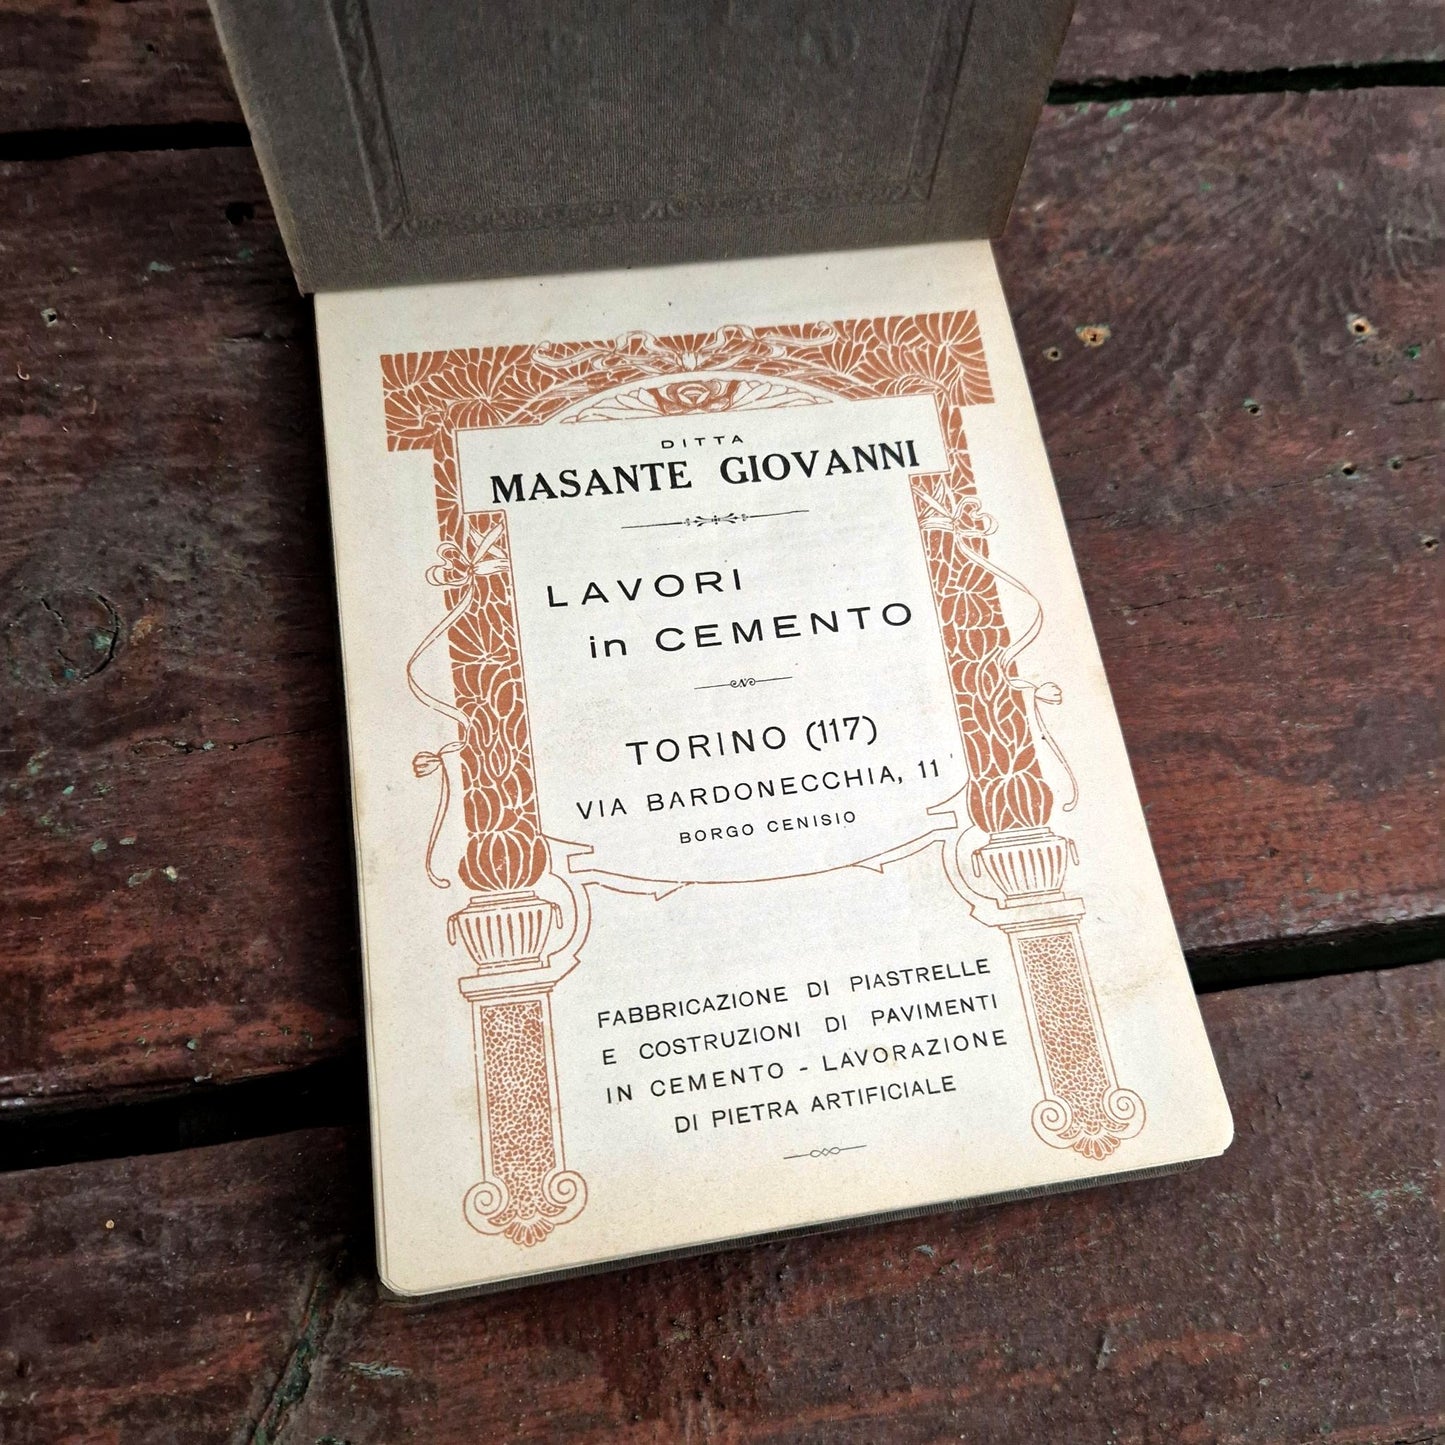 DITTA
MASANTE GIOVANNI
LAVORI
in CEMENTO
TORINO (117)
VIA BARDONECCHIA, 11
BORGO CENISIO
FABBRICAZIONE DI PIASTRELLE
E COSTRUZIONI DI PAVIMENTI
IN CEMENTO - LAVORAZIONE
DI PIETRA ARTIFICIALE